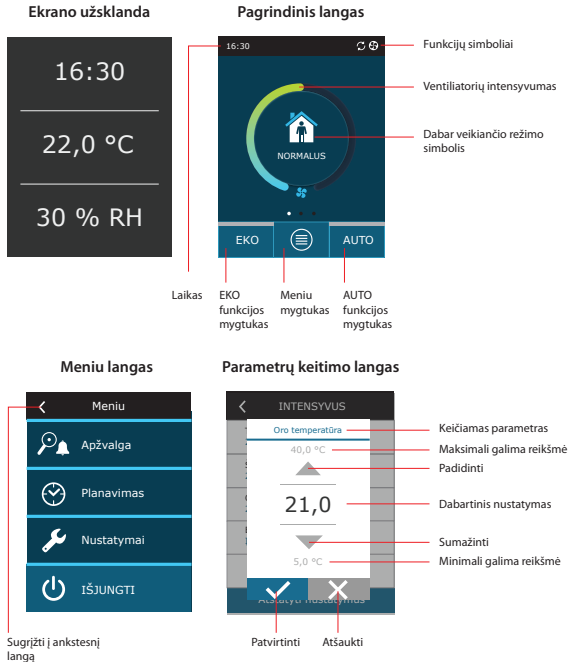 Ekrano užsklanda
16:30
22,0 °C
30 % RH
Pagrindinis langas
16:30
NORMALUS
EKO
AUTO
Funkcijų simboliai
Ventiliatorių intensyvumas
Dabar veikiančio režimo
simbolis
Laikas
EKO
funkcijos
mygtukas
Meniu
mygtukas
AUTO
funkcijos
mygtukas
Meniu langas
Meniu
Apžvalga
Planavimas
Nustatymai
IŠJUNGTI
Sugrįžti į ankstesnį
langą
Parametrų keitimo langas
INTENSYVUS
Oro temperatūra
40,0 °C
21,0
5,0 °C
Atstatyti nustatymus
Keičiamas parametras
Maksimali galima reikšmė
Padidinti
Dabartinis nustatymas
Sumažinti
Minimali galima reikšmė
Patvirtinti
Atšaukti